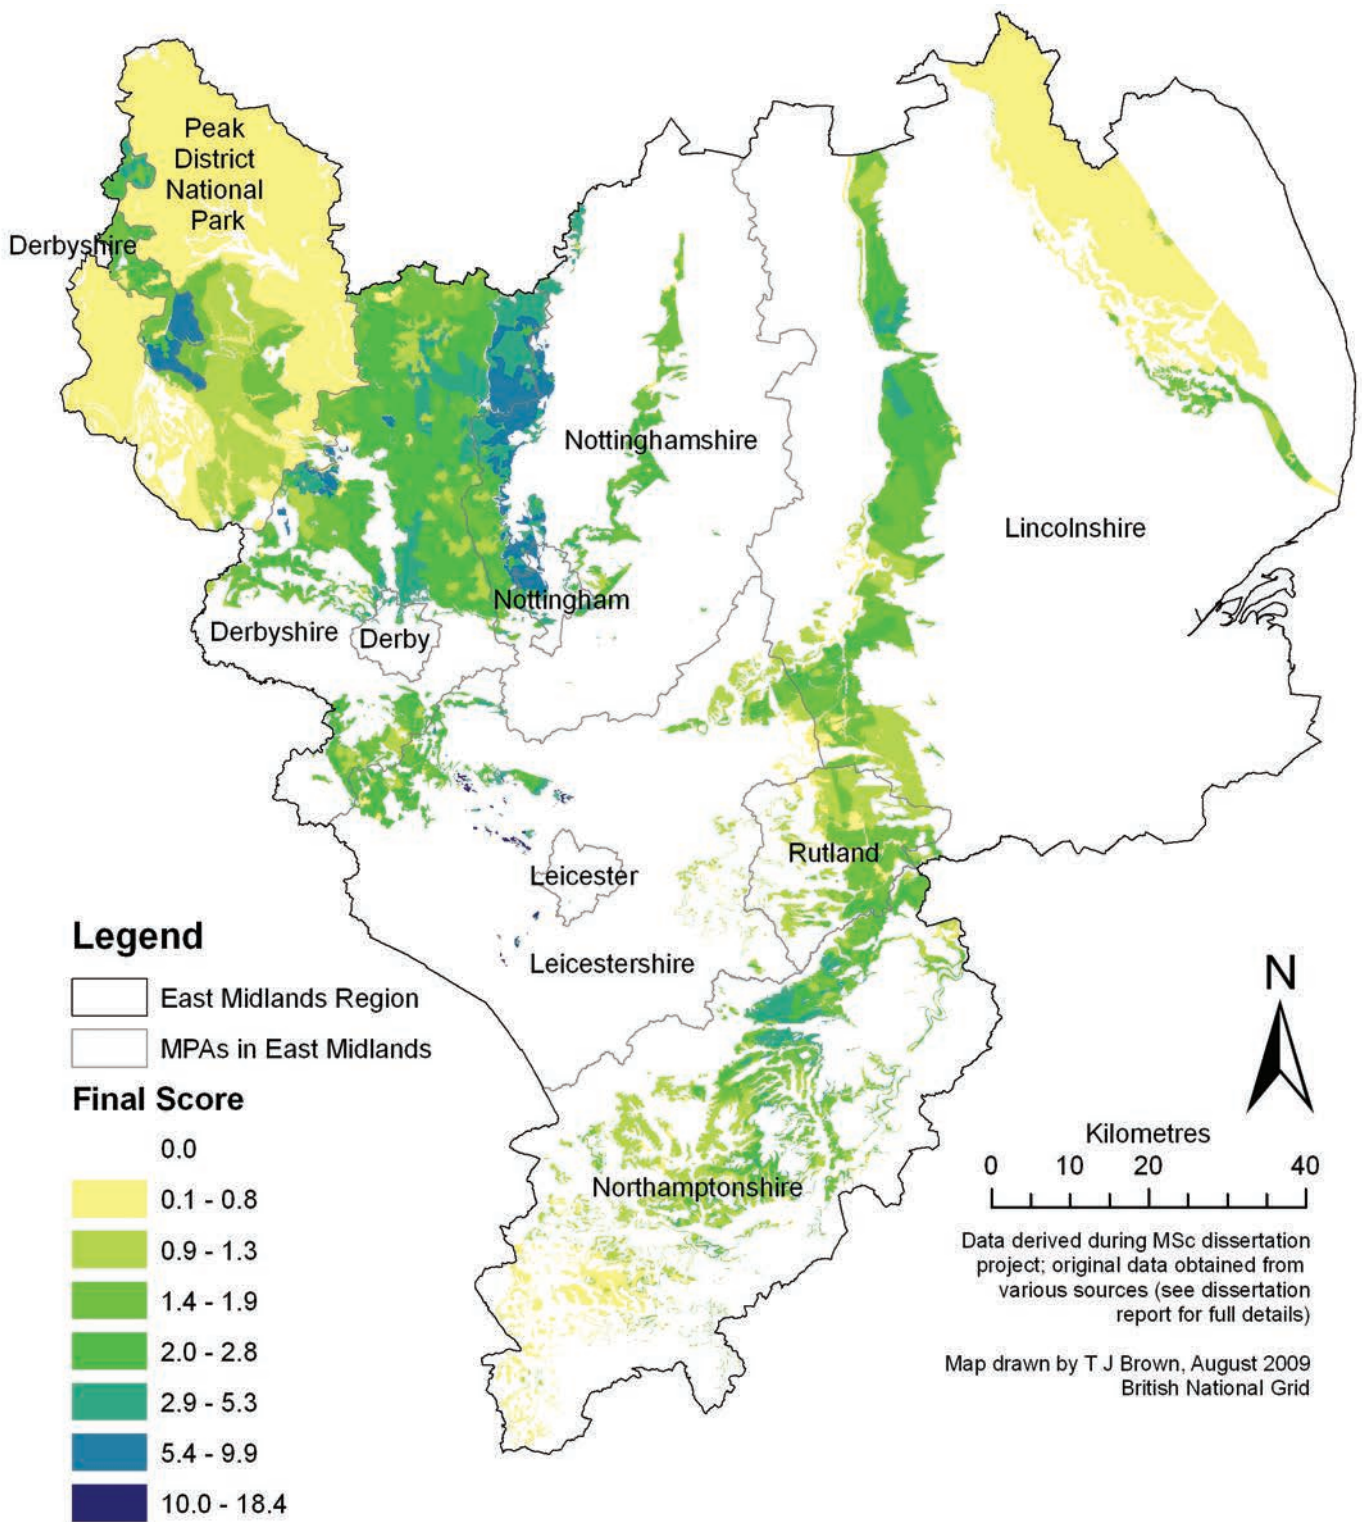 Peak
District
National
Park
Derbyshire
Nottinghamshire
Lincolnshire
Nottingham
Derbyshire
Derby
Rutland
Leicester
Leicestershire
Northamptonshire
Legend
East Midlands Region
MPAs in East Midlands
Final Score
0.0
0.1 - 0.8
0.9 - 1.3
1.4 - 1.9
2.0 - 2.8
2.9 - 5.3
5.4 - 9.9
10.0 - 18.4
N
Kilometres
0 10 20 40
Data derived during MSc dissertation
project; original data obtained from
various sources (see dissertation
report for full details)
Map drawn by T J Brown, August 2009
British National Grid